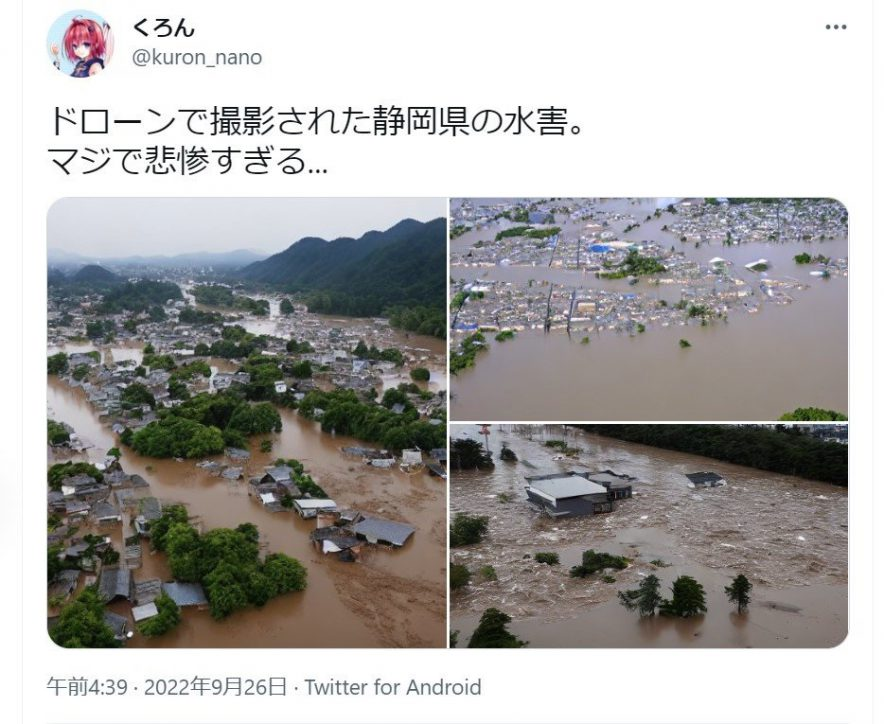 くろん
@kuron_nano
ドローンで撮影された静岡県の水害。
マジで悲惨すぎる...
午前4:39 · 2022年9月26日 · Twitter for Android